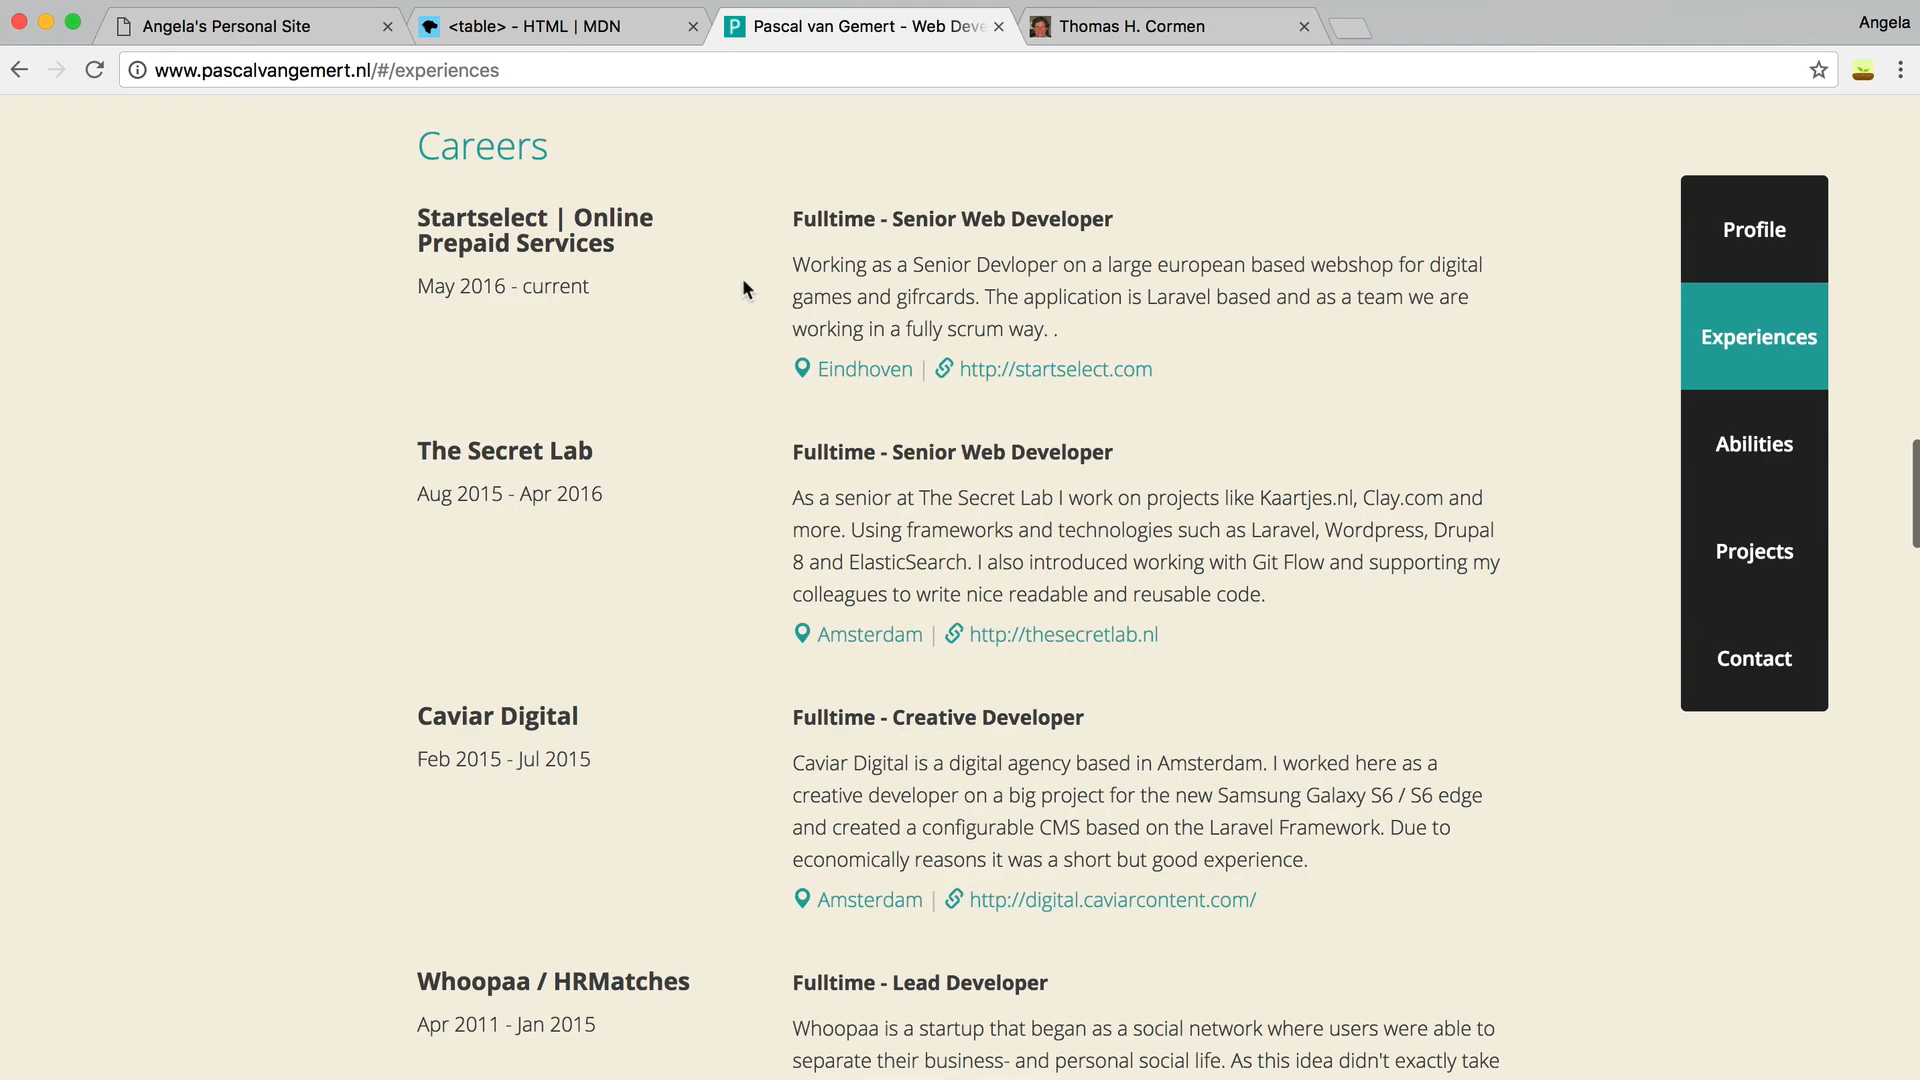 Angela's Personal Site
<table> - HTML | MDN
Pascal van Gemert - Web Deve
Thomas H. Cormen
Angela
www.pascalvangemert.nl/#/experiences
Careers
Startselect | Online
Prepaid Services
May 2016 - current
Fulltime - Senior Web Developer
Working as a Senior Devloper on a large european based webshop for digital
games and gifrcards. The application is Laravel based and as a team we are
working in a fully scrum way. .
Eindhoven | http://startselect.com
The Secret Lab
Aug 2015 - Apr 2016
Fulltime - Senior Web Developer
As a senior at The Secret Lab I work on projects like Kaartjes.nl, Clay.com and
more. Using frameworks and technologies such as Laravel, Wordpress, Drupal
8 and ElasticSearch. I also introduced working with Git Flow and supporting my
colleagues to write nice readable and reusable code.
Amsterdam | http://thesecretlab.nl
Caviar Digital
Feb 2015 - Jul 2015
Fulltime - Creative Developer
Caviar Digital is a digital agency based in Amsterdam. I worked here as a
creative developer on a big project for the new Samsung Galaxy S6 / S6 edge
and created a configurable CMS based on the Laravel Framework. Due to
economically reasons it was a short but good experience.
Amsterdam | http://digital.caviarcontent.com/
Whoopaa / HRMatches
Apr 2011 - Jan 2015
Fulltime - Lead Developer
Whoopaa is a startup that began as a social network where users were able to
separate their business- and personal social life. As this idea didn't exactly take
Profile
Experiences
Abilities
Projects
Contact